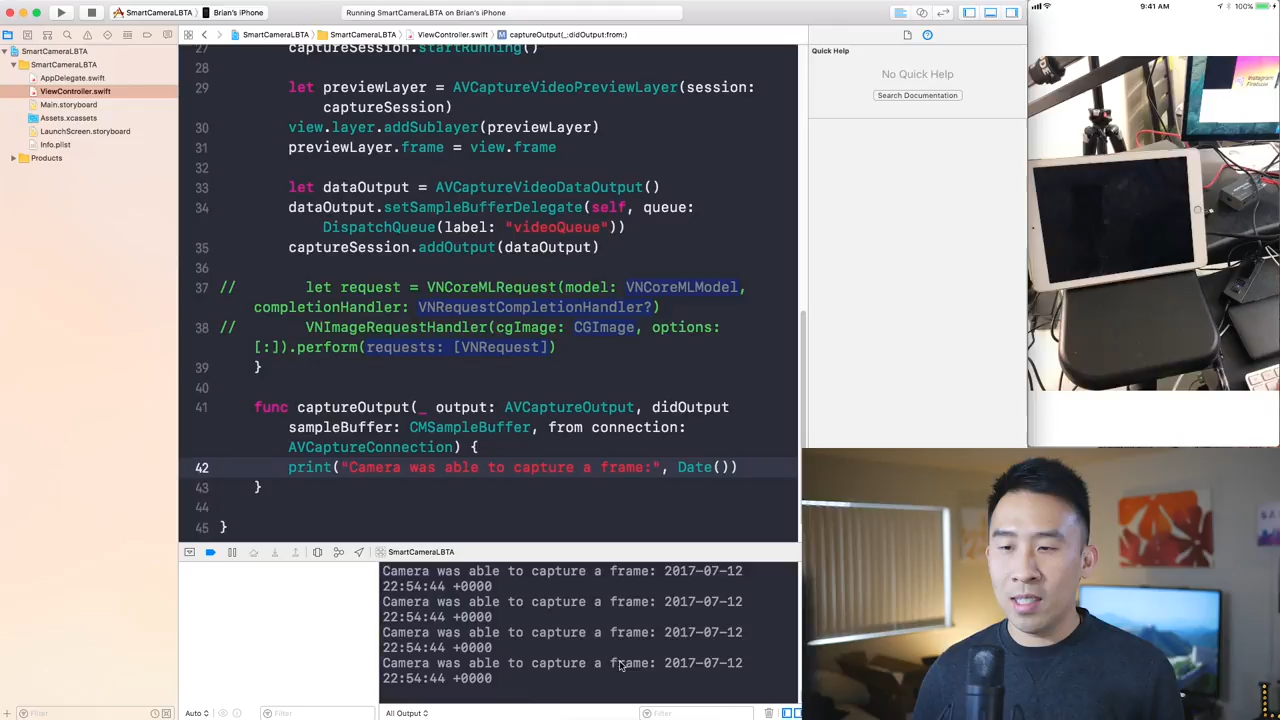 SmartCameraLBTA
Brian's iPhone
Running SmartCameraLBTA on Brian's iPhone
9:41 AM
100%
SmartCameraLBTA
SmartCameraLBTA
ViewController.swift
captureOutput(_:didOutput:from:)
SmartCameraLBTA
SmartCameraLBTA
AppDelegate.swift
ViewController.swift
Main.storyboard
Assets.xcassets
LaunchScreen.storyboard
Info.plist
Products
27 captureSession.startRunning()
28
29 let previewLayer = AVCaptureVideoPreviewLayer(session:
captureSession)
30 view.layer.addSublayer(previewLayer)
31 previewLayer.frame = view.frame
32
33 let dataOutput = AVCaptureVideoDataOutput()
34 dataOutput.setSampleBufferDelegate(self, queue:
DispatchQueue(label: "videoQueue"))
35 captureSession.addOutput(dataOutput)
36
37 // let request = VNCoreMLRequest(model: VNCoreMLModel,
completionHandler: VNRequestCompletionHandler?)
38 // VNImageRequestHandler(cgImage: CGImage, options:
[:]).perform(requests: [VNRequest])
39 }
40
41 func captureOutput(_ output: AVCaptureOutput, didOutput
sampleBuffer: CMSampleBuffer, from connection:
AVCaptureConnection) {
42 print("Camera was able to capture a frame:", Date())
43 }
44
45 }
Quick Help
No Quick Help
Search Documentation
Instagram
Firebase
SmartCameraLBTA
Camera was able to capture a frame: 2017-07-12
22:54:44 +0000
Camera was able to capture a frame: 2017-07-12
22:54:44 +0000
Camera was able to capture a frame: 2017-07-12
22:54:44 +0000
Camera was able to capture a frame: 2017-07-12
22:54:44 +0000
Filter
Auto
Filter
All Output
Filter